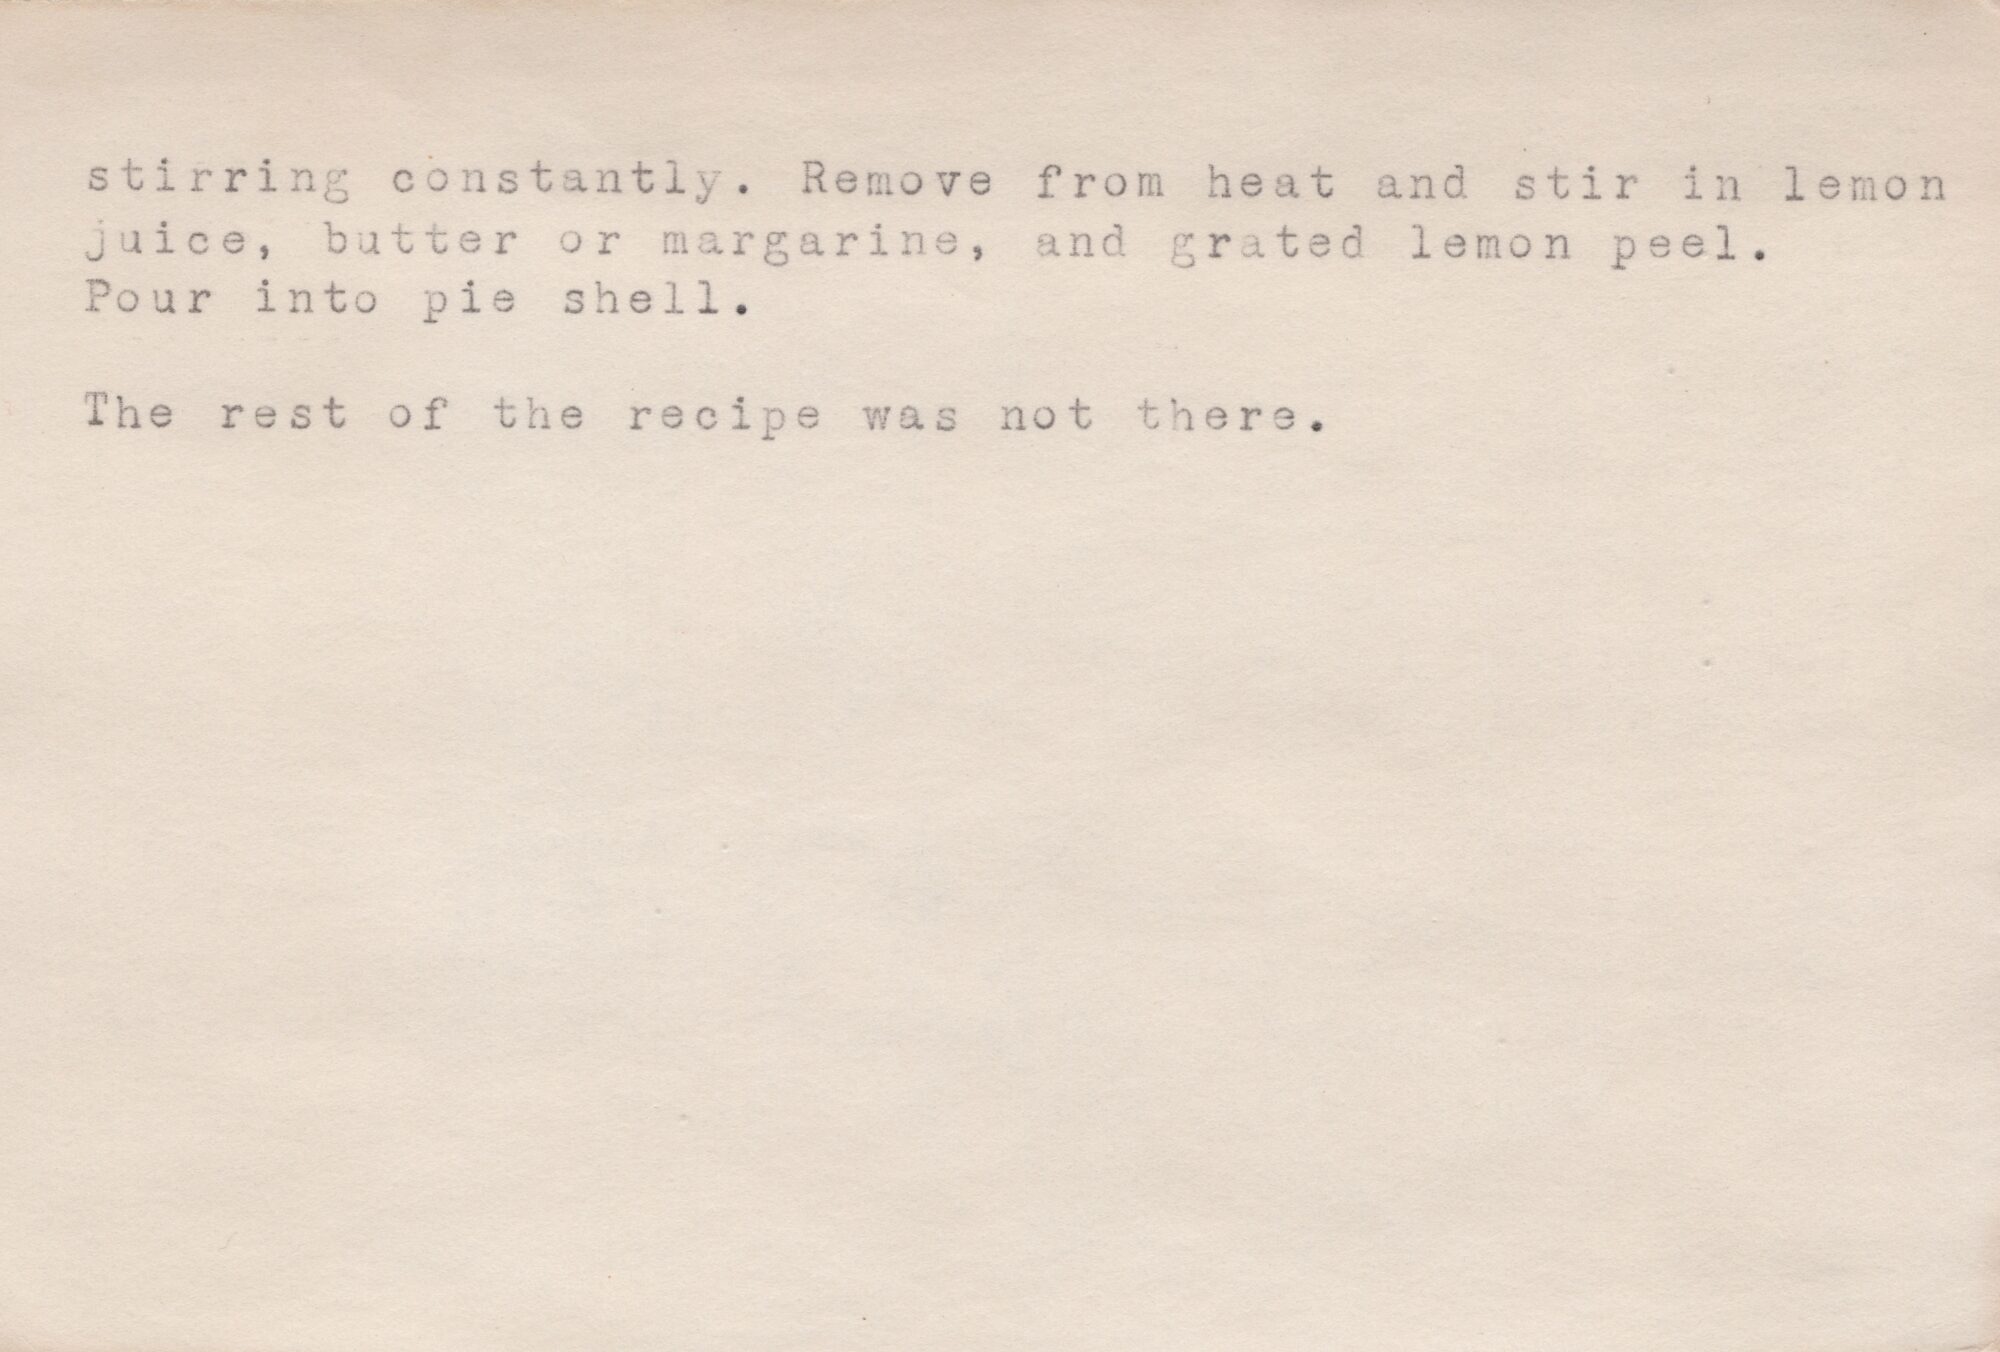 stirring constantly. Remove from heat and stir in lemon
juice, butter or margarine, and grated lemon peel.
Pour into pie shell.
The rest of the recipe was not there.